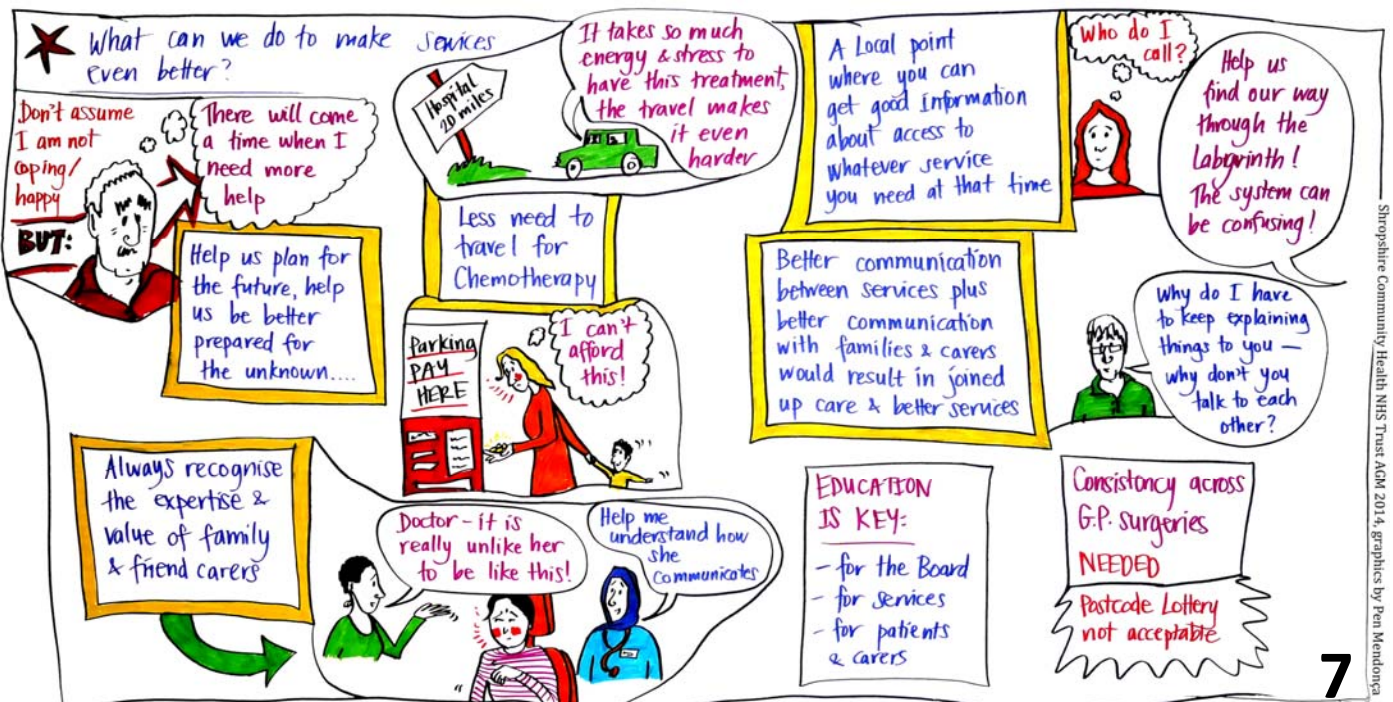 What can we do to make services
even better?
Don't assume
I am not
coping/
happy
BUT:
There will come
a time when I
need more
help
Help us plan for
the future, help
us be better
prepared for
the unknown....
Hospital
20 miles
It takes so much
energy & stress to
have this treatment,
the travel makes
it even
harder
Less need to
travel for
Chemotherapy
Parking
PAY
HERE
I can't
afford
this!
Always recognise
the expertise &
value of family
& friend carers
Doctor - it is
really unlike her
to be like this!
Help me
understand how
she
communicates
A Local point
where you can
get good information
about access to
whatever service
you need at that time
Who do I
call?
Help us
find our way
through the
Labyrinth!
The system can
be confusing!
Better communication
between services plus
better communication
with families & carers
would result in joined
up care & better services
Why do I have
to keep explaining
things to you —
why don't you
talk to each
other?
EDUCATION
IS KEY:
- for the Board
- for services
- for patients
& carers
Consistancy across
G.P. surgeries
NEEDED
Postcode Lottery
not acceptable
7
Shropshire Community Health NHS Trust AGM 2014, graphics by Pen Mendonça